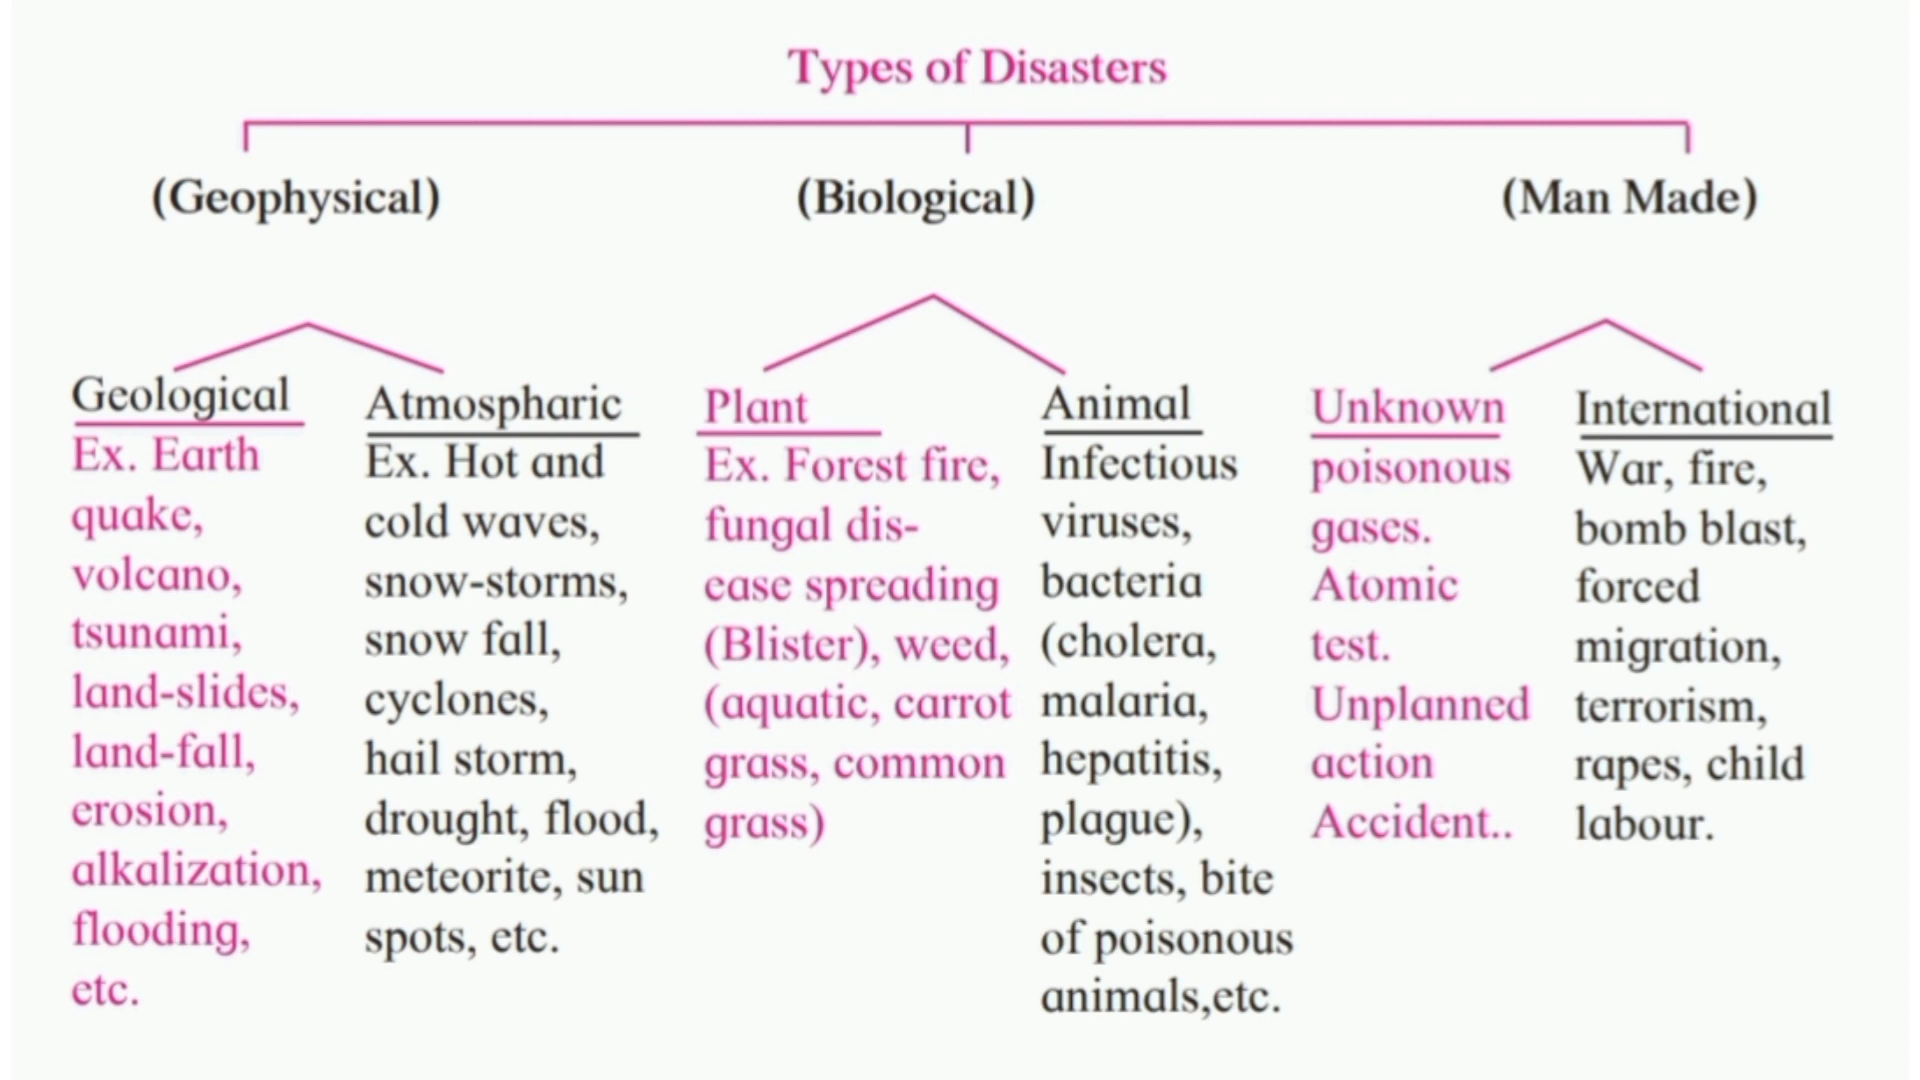 Types of Disasters
(Geophysical)
(Biological)
(Man Made)
Geological
Ex. Earth
quake,
volcano,
tsunami,
land-slides,
land-fall,
erosion,
alkalization,
flooding,
etc.
Atmospharic
Ex. Hot and
cold waves,
snow-storms,
snow fall,
cyclones,
hail storm,
drought, flood,
meteorite, sun
spots, etc.
Plant
Ex. Forest fire,
fungal dis-
ease spreading
(Blister), weed,
(aquatic, carrot
grass, common
grass)
Animal
Infectious
viruses,
bacteria
(cholera,
malaria,
hepatitis,
plague),
insects, bite
of poisonous
animals,etc.
Unknown
poisonous
gases.
Atomic
test.
Unplanned
action
Accident..
International
War, fire,
bomb blast,
forced
migration,
terrorism,
rapes, child
labour.